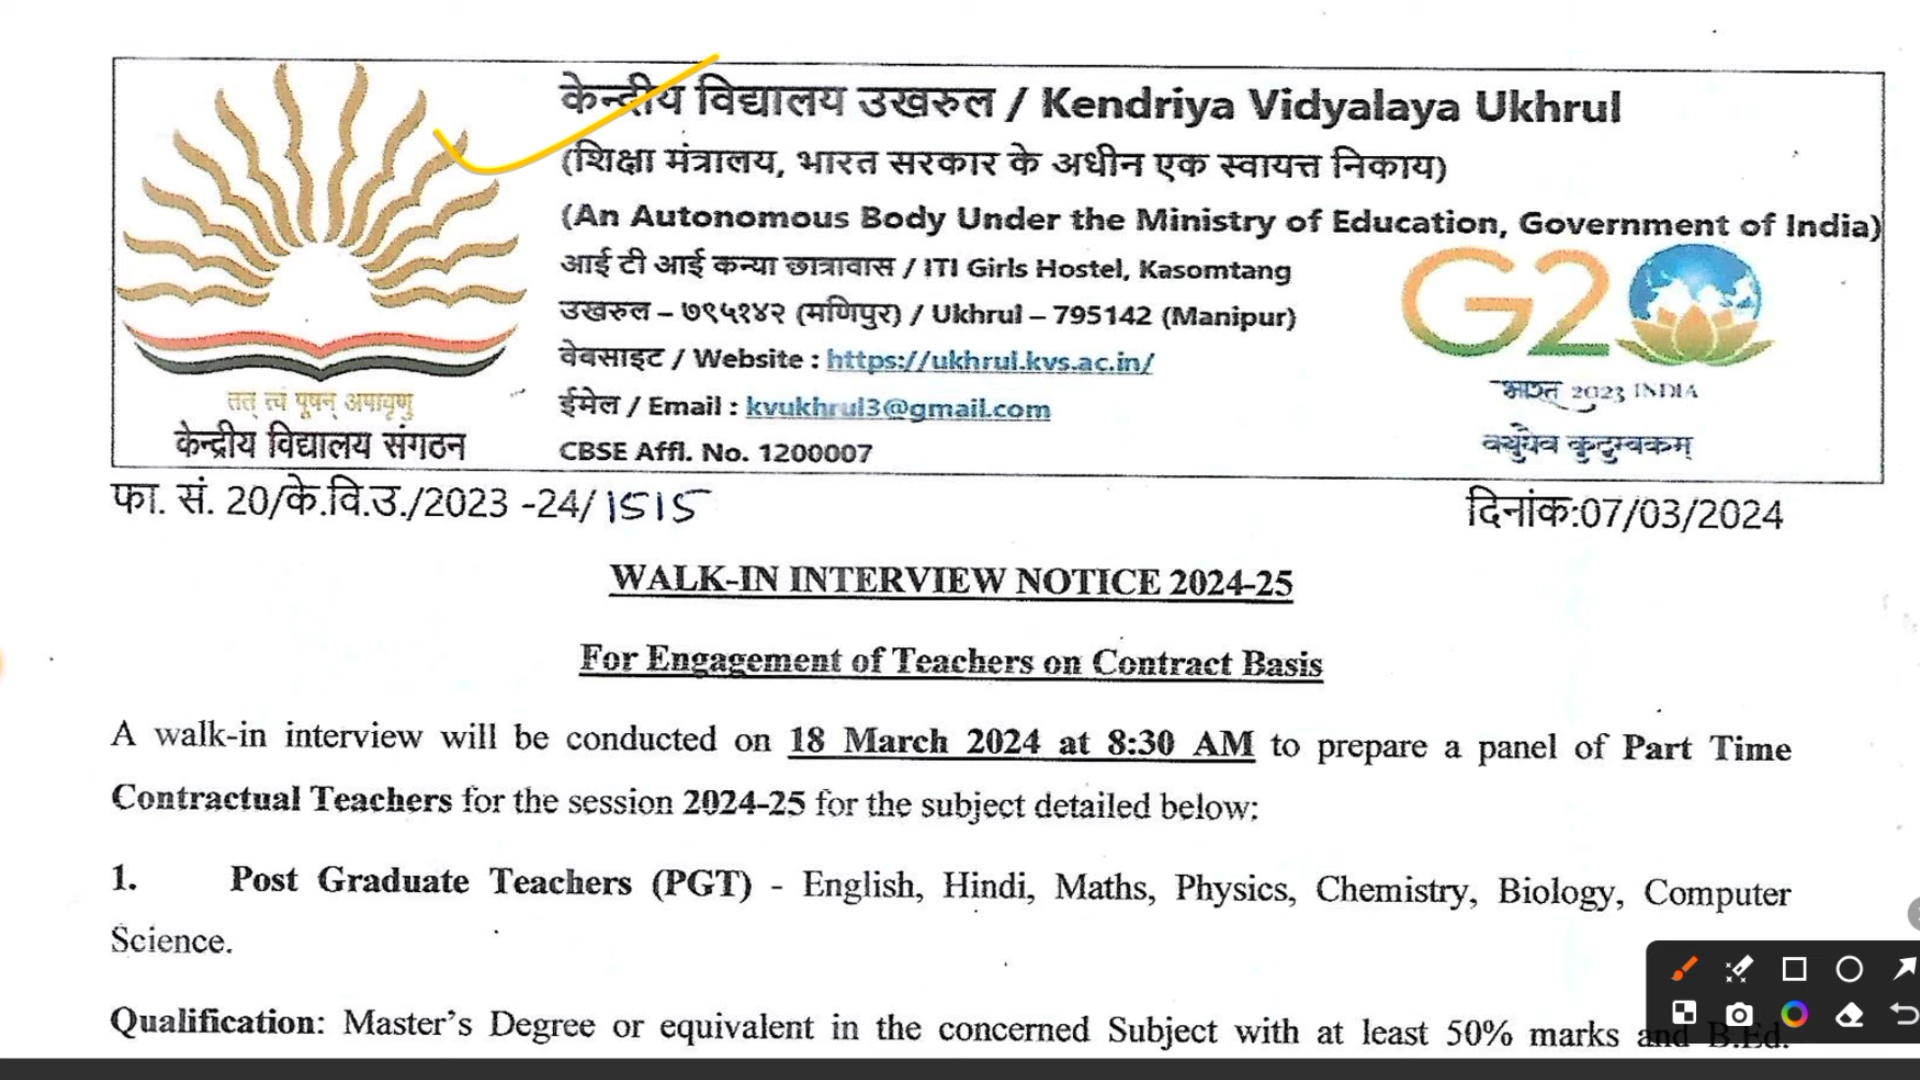 केन्द्रीय विद्यालय उखरुल / Kendriya Vidyalaya Ukhrul
(शिक्षा मंत्रालय, भारत सरकार के अधीन एक स्वायत्त निकाय)
(An Autonomous Body Under the Ministry of Education, Government of India)
आई टी आई कन्या छात्रावास / ITI Girls Hostel, Kasomtang
उखरुल – ७९५१४२ (मणिपुर) / Ukhrul – 795142 (Manipur)
वेबसाइट / Website : https://ukhrul.kvs.ac.in/
ईमेल / Email : kvukhrul3@gmail.com
CBSE Affl. No. 1200007
तत् त्वं पूषन् अपावृणु
केन्द्रीय विद्यालय संगठन
G20
भारत 2023 INDIA
वसुधैव कुटुम्बकम्
फा. सं. 20/के.वि.उ./2023 -24/ 1515
दिनांक:07/03/2024
WALK-IN INTERVIEW NOTICE 2024-25
For Engagement of Teachers on Contract Basis
A walk-in interview will be conducted on 18 March 2024 at 8:30 AM to prepare a panel of Part Time
Contractual Teachers for the session 2024-25 for the subject detailed below:
1. Post Graduate Teachers (PGT) - English, Hindi, Maths, Physics, Chemistry, Biology, Computer
Science.
Qualification: Master's Degree or equivalent in the concerned Subject with at least 50% marks and B.Ed.